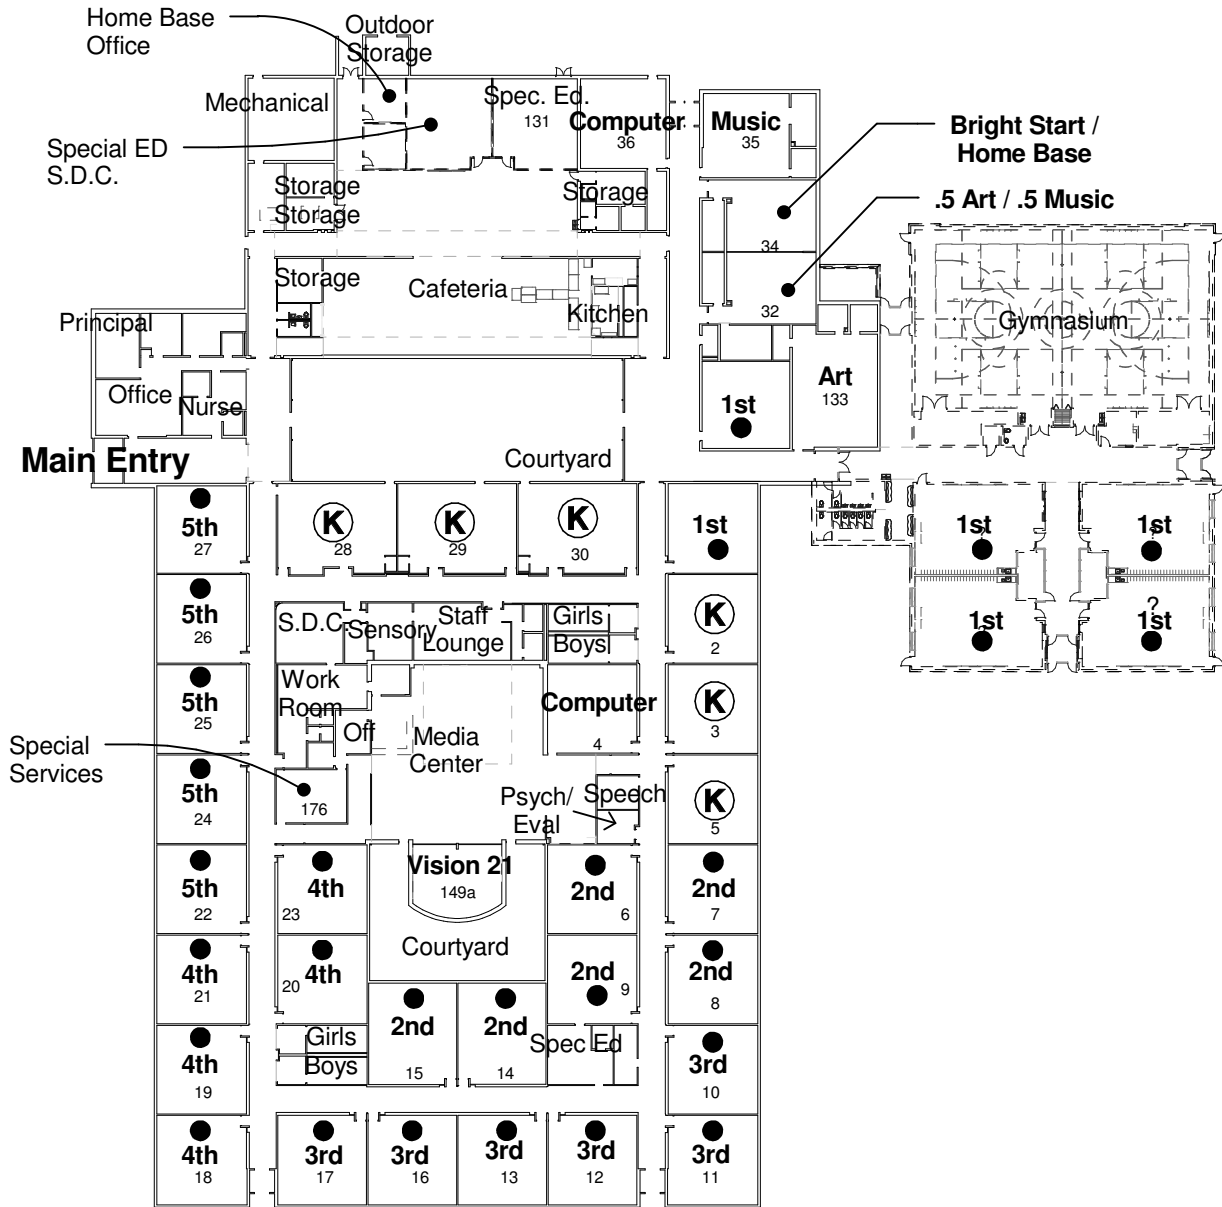 Home Base
Office
Outdoor
Storage
Mechanical
Spec. Ed.
131
Computer
36
Music
35
Bright Start /
Home Base
Special ED
S.D.C.
Storage
Storage
Storage
.5 Art / .5 Music
34
Storage
Cafeteria
Kitchen
32
Principal
Gymnasium
Office
Nurse
Art
133
1st
Main Entry
Courtyard
5th
27
K
28
K
29
K
30
1st
1st
?
1st
?
5th
26
S.D.C.
Sensory
Staff
Lounge
Girls
Boys
K
2
1st
?
?
1st
5th
25
Work
Room
Off
Media
Center
Computer
4
K
3
Special
Services
5th
24
176
Psych/
Eval
Speech
K
5
5th
22
4th
23
Vision 21
149a
2nd
6
2nd
7
Courtyard
4th
21
4th
20
2nd
9
2nd
8
2nd
15
2nd
14
4th
19
Girls
Boys
Spec Ed
3rd
10
4th
18
3rd
17
3rd
16
3rd
13
3rd
12
3rd
11